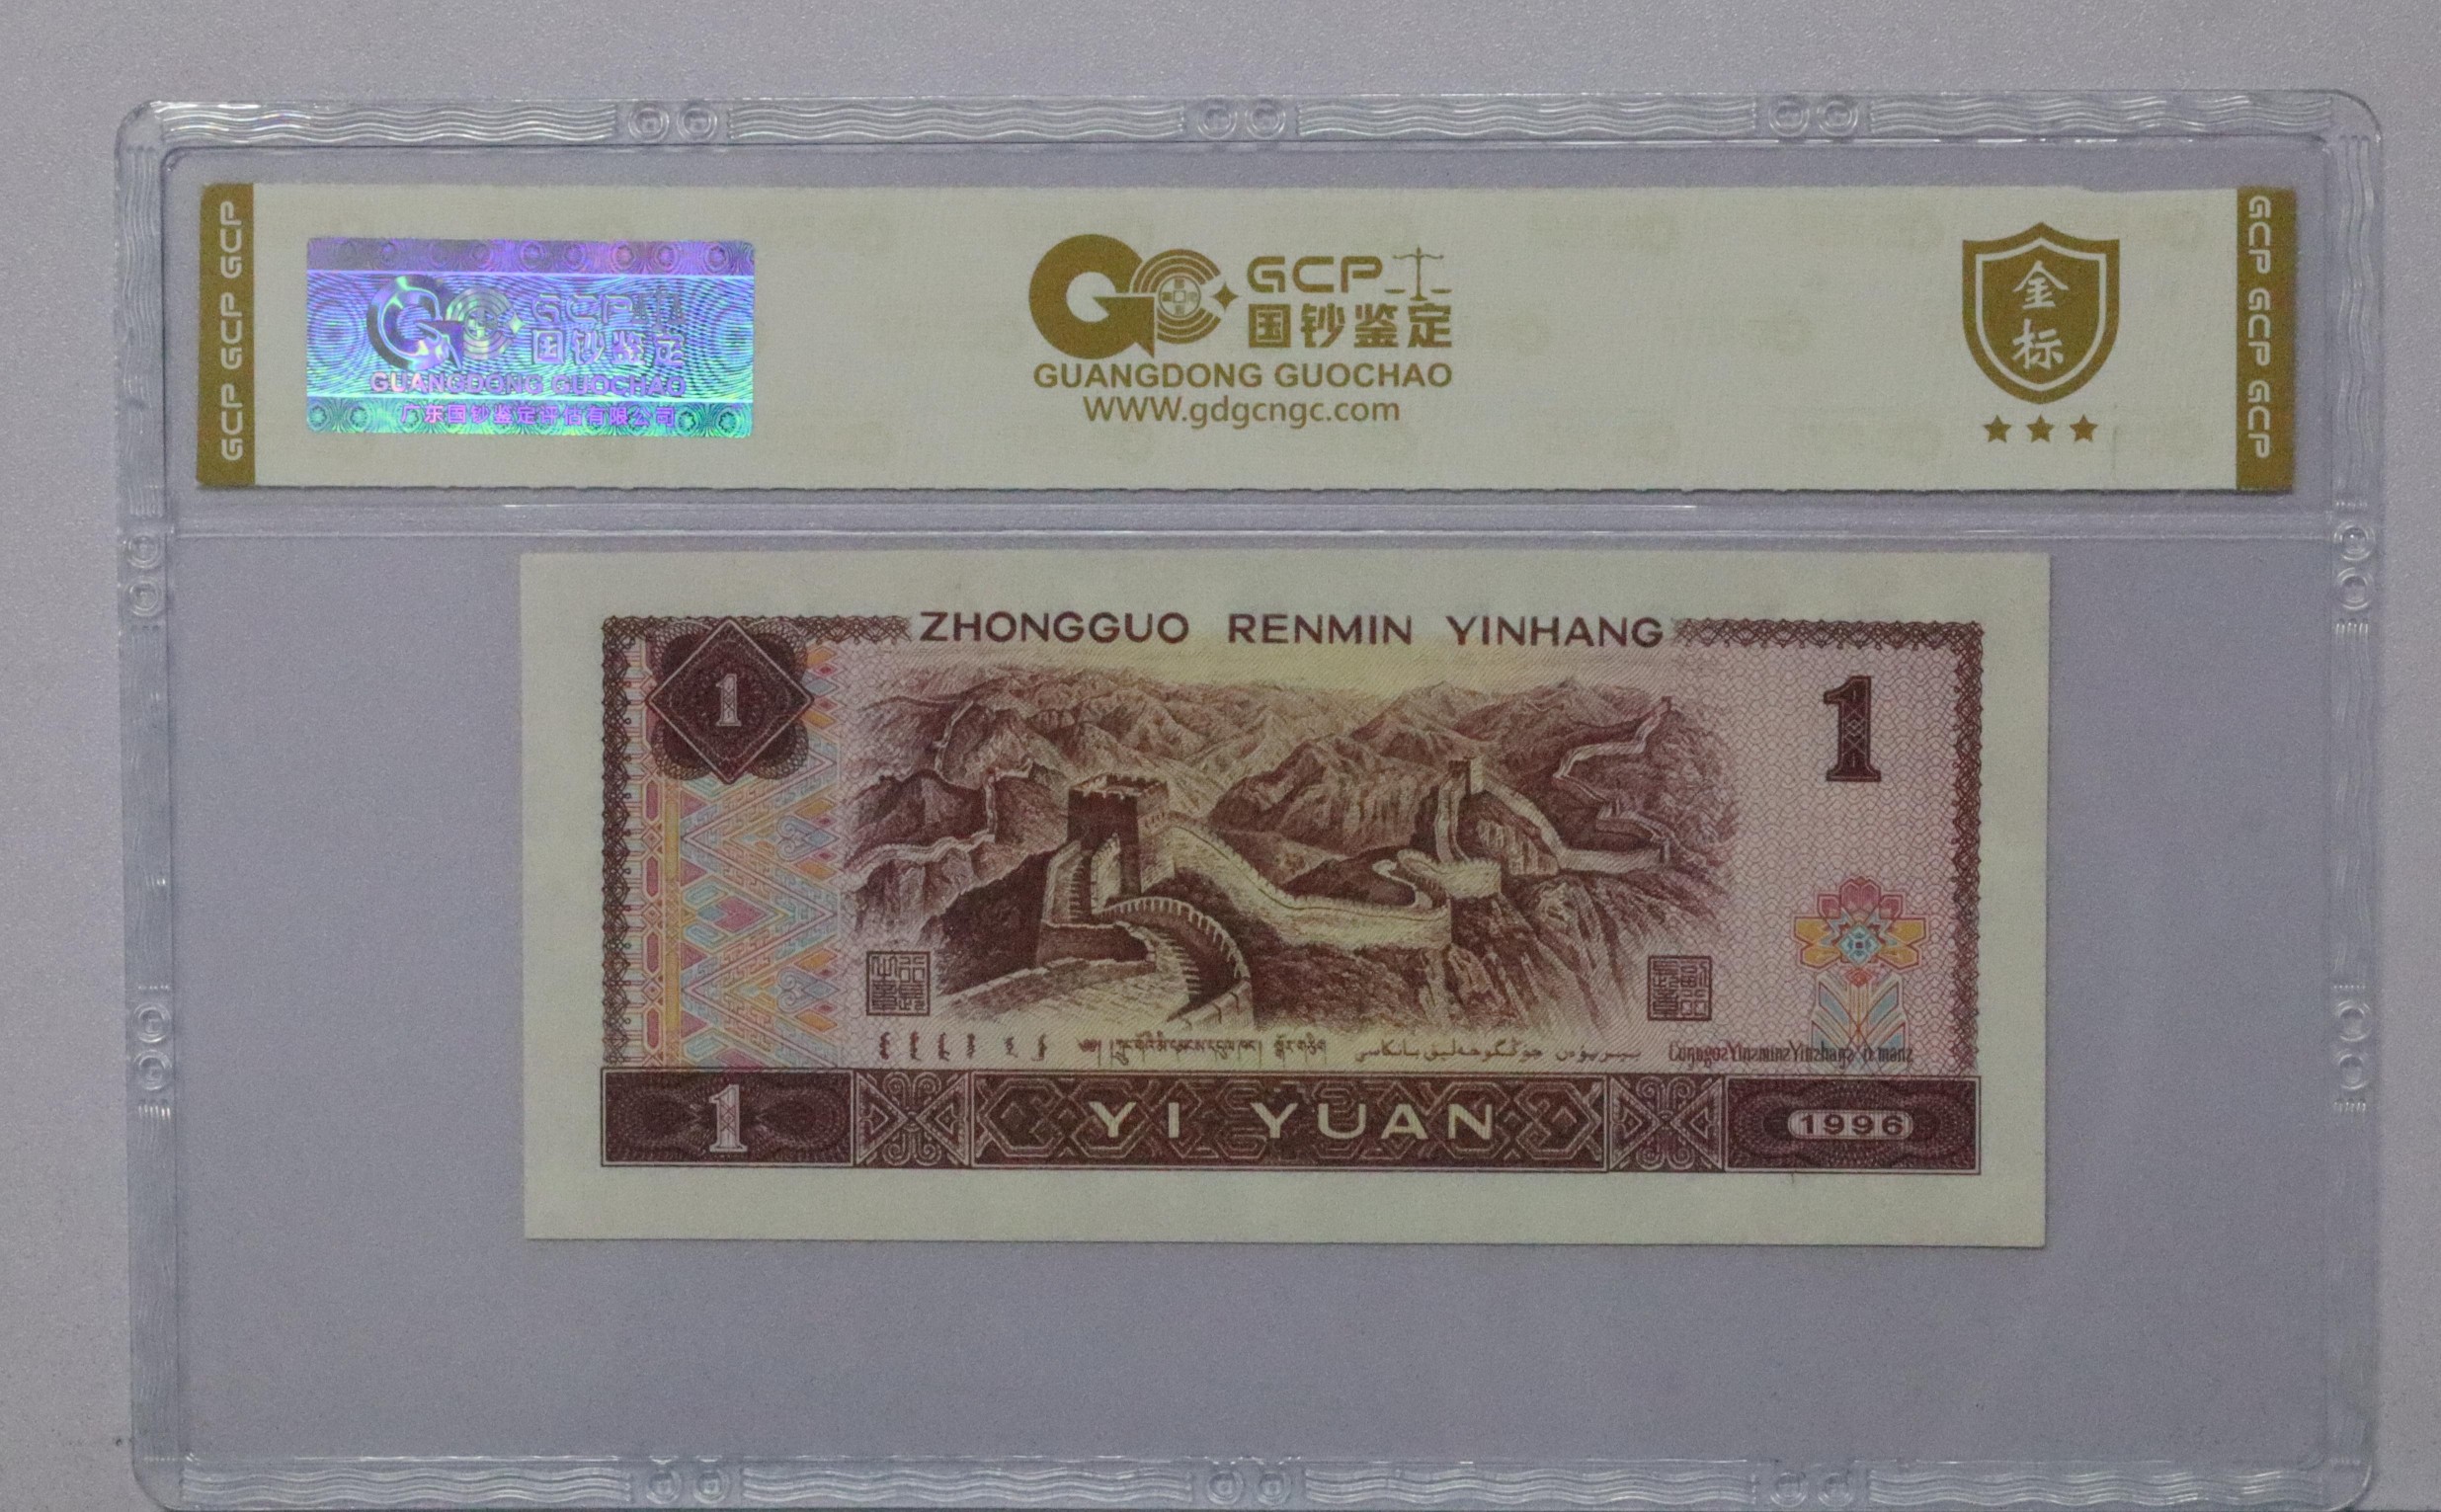 GCP GCP GCP
GCP
国钞鉴定
GUANGDONG GUOCHAO
广东国钞鉴定评估有限公司
GCP
国钞鉴定
GUANGDONG GUOCHAO
WWW.gdgcngc.com
金
标
GCP GCP GCP
ZHONGGUO RENMIN YINHANG
1
1
1
YI YUAN
1996